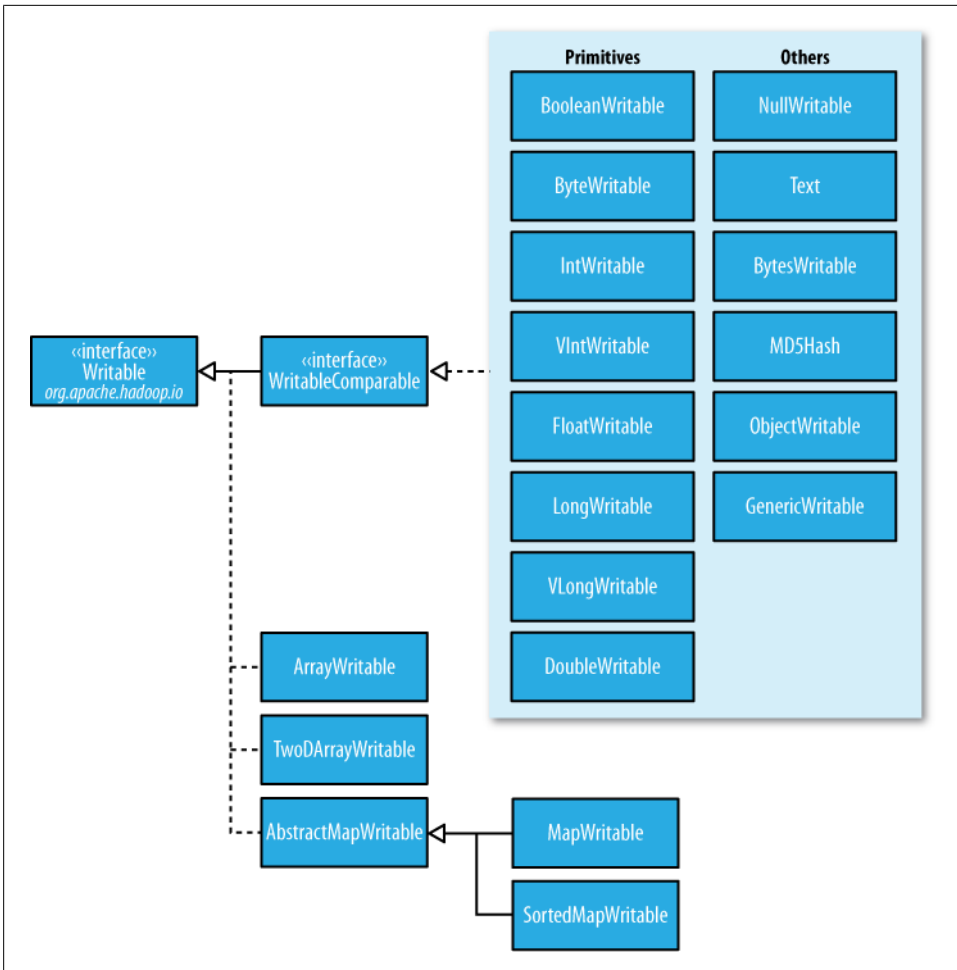 Primitives
Others
BooleanWritable
NullWritable
ByteWritable
Text
IntWritable
BytesWritable
‹‹interface››
Writable
org.apache.hadoop.io
‹‹interface››
WritableComparable
VIntWritable
MD5Hash
FloatWritable
ObjectWritable
LongWritable
GenericWritable
VLongWritable
ArrayWritable
DoubleWritable
TwoDArrayWritable
AbstractMapWritable
MapWritable
SortedMapWritable